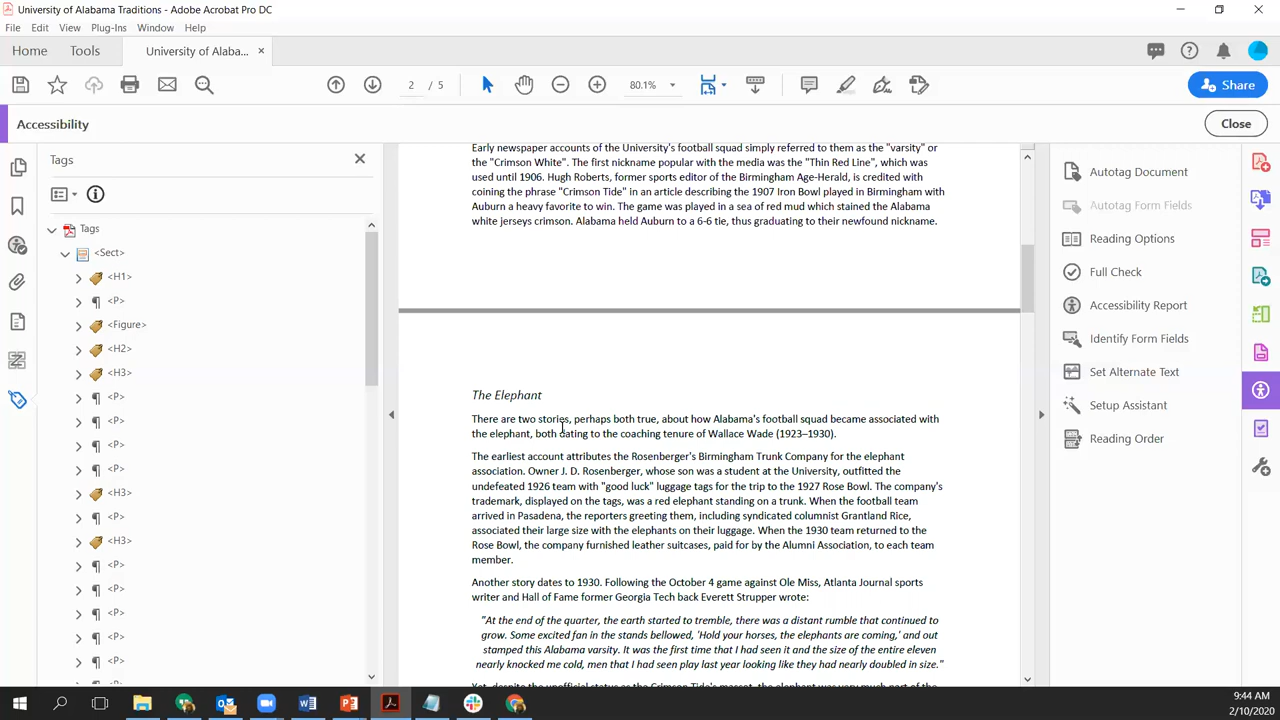 University of Alabama Traditions - Adobe Acrobat Pro DC
File Edit View Plug-Ins Window Help
Home Tools University of Alaba... ×
2 / 5 80.1% Share
Accessibility Close
Tags
Tags
<Sect>
<H1>
<P>
<Figure>
<H2>
<H3>
<P>
<P>
<P>
<P>
<H3>
<P>
<H3>
<P>
<P>
<P>
<P>
<P>
Early newspaper accounts of the University's football squad simply referred to them as the "varsity" or
the "Crimson White". The first nickname popular with the media was the "Thin Red Line", which was
used until 1906. Hugh Roberts, former sports editor of the Birmingham Age-Herald, is credited with
coining the phrase "Crimson Tide" in an article describing the 1907 Iron Bowl played in Birmingham with
Auburn a heavy favorite to win. The game was played in a sea of red mud which stained the Alabama
white jerseys crimson. Alabama held Auburn to a 6-6 tie, thus graduating to their newfound nickname.
The Elephant
There are two stories, perhaps both true, about how Alabama's football squad became associated with
the elephant, both dating to the coaching tenure of Wallace Wade (1923–1930).
The earliest account attributes the Rosenberger's Birmingham Trunk Company for the elephant
association. Owner J. D. Rosenberger, whose son was a student at the University, outfitted the
undefeated 1926 team with "good luck" luggage tags for the trip to the 1927 Rose Bowl. The company's
trademark, displayed on the tags, was a red elephant standing on a trunk. When the football team
arrived in Pasadena, the reporters greeting them, including syndicated columnist Grantland Rice,
associated their large size with the elephants on their luggage. When the 1930 team returned to the
Rose Bowl, the company furnished leather suitcases, paid for by the Alumni Association, to each team
member.
Another story dates to 1930. Following the October 4 game against Ole Miss, Atlanta Journal sports
writer and Hall of Fame former Georgia Tech back Everett Strupper wrote:
"At the end of the quarter, the earth started to tremble, there was a distant rumble that continued to
grow. Some excited fan in the stands bellowed, 'Hold your horses, the elephants are coming,' and out
stamped this Alabama varsity. It was the first time that I had seen it and the size of the entire eleven
nearly knocked me cold, men that I had seen play last year looking like they had nearly doubled in size."
Yet, despite the unofficial status as the Crimson Tide's mascot, the elephant was very much part of the
Autotag Document
Autotag Form Fields
Reading Options
Full Check
Accessibility Report
Identify Form Fields
Set Alternate Text
Setup Assistant
Reading Order
9:44 AM
2/10/2020